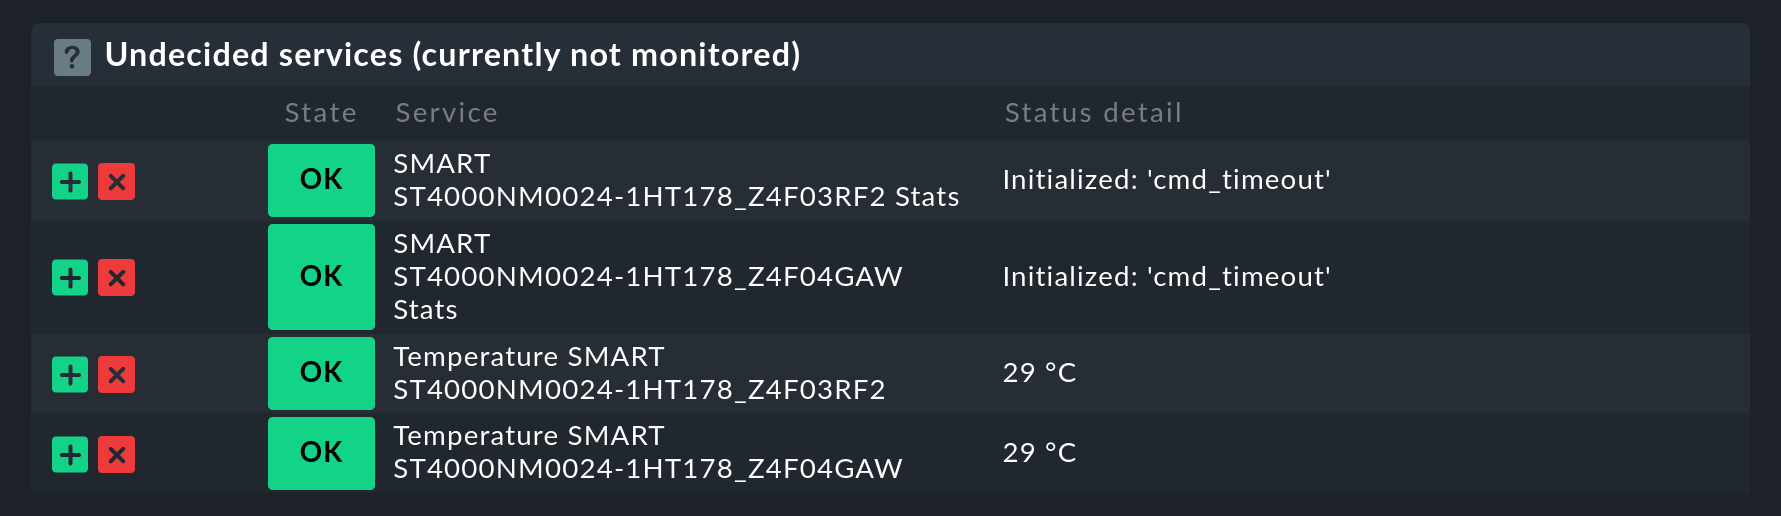 ? Undecided services (currently not monitored)
State Service Status detail
OK SMART
ST4000NM0024-1HT178_Z4F03RF2 Stats Initialized: 'cmd_timeout'
OK SMART
ST4000NM0024-1HT178_Z4F04GAW
Stats Initialized: 'cmd_timeout'
OK Temperature SMART
ST4000NM0024-1HT178_Z4F03RF2 29 °C
OK Temperature SMART
ST4000NM0024-1HT178_Z4F04GAW 29 °C